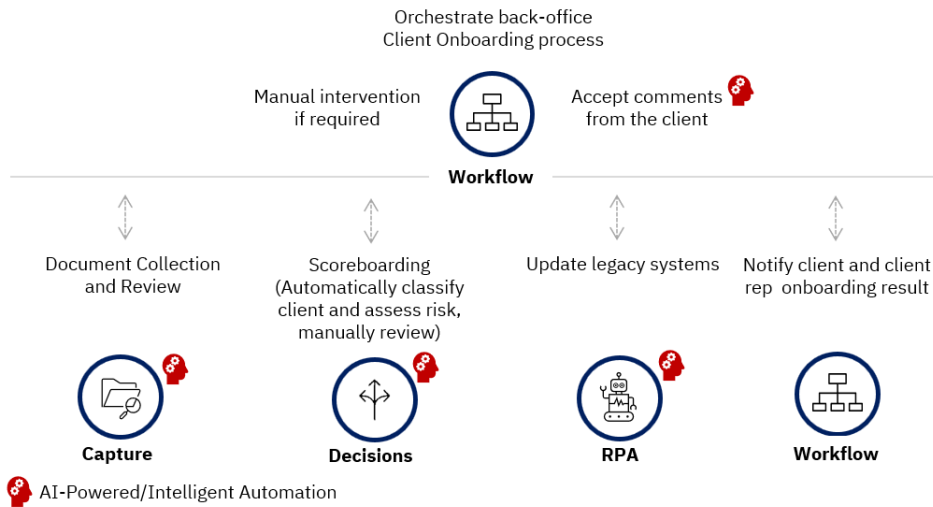 Orchestrate back-office
Client Onboarding process
Manual intervention
if required
Accept comments
from the client
Workflow
Document Collection
and Review
Scoreboarding
(Automatically classify
client and assess risk,
manually review)
Update legacy systems
Notify client and client
rep onboarding result
Capture
Decisions
RPA
Workflow
AI-Powered/Intelligent Automation